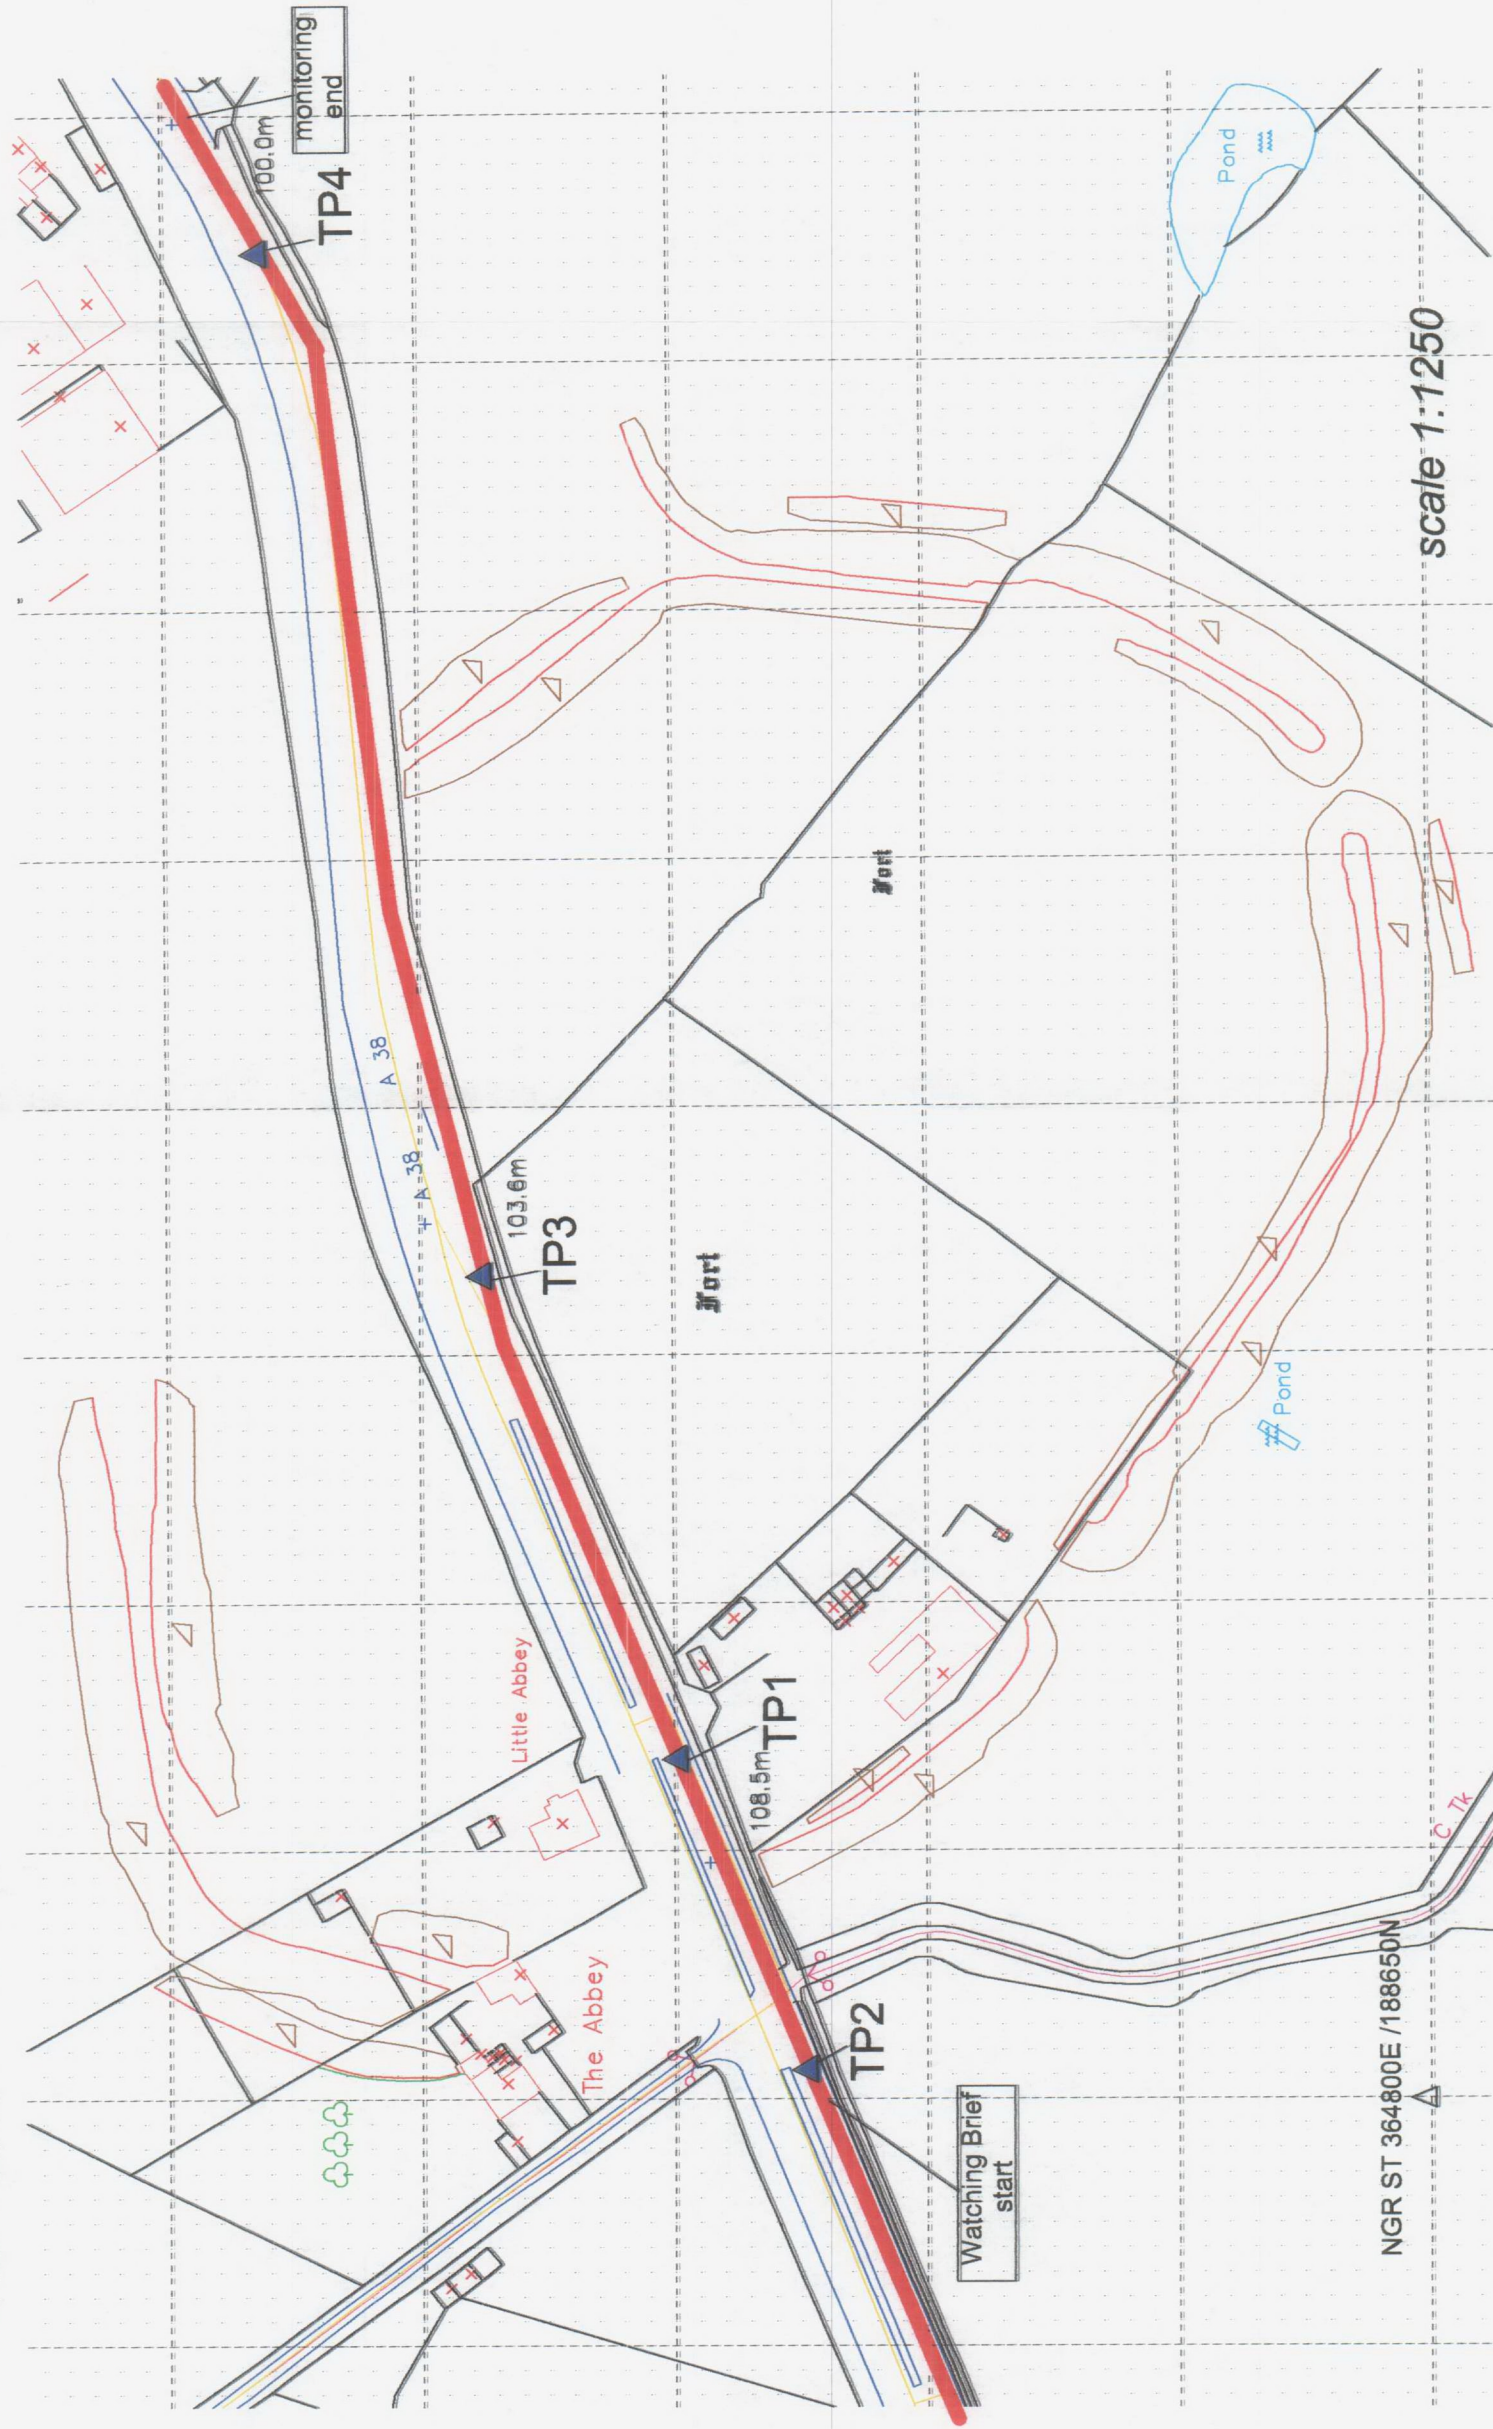 monitoring
end
100.0m
TP4
Pond
scale 1:1250
A 38
A 38
Fort
103.6m
TP3
Fort
Pond
Little Abbey
TP1
108.5m
The Abbey
C Tk
TP2
Watching Brief
start
NGR ST 364800E /188650N